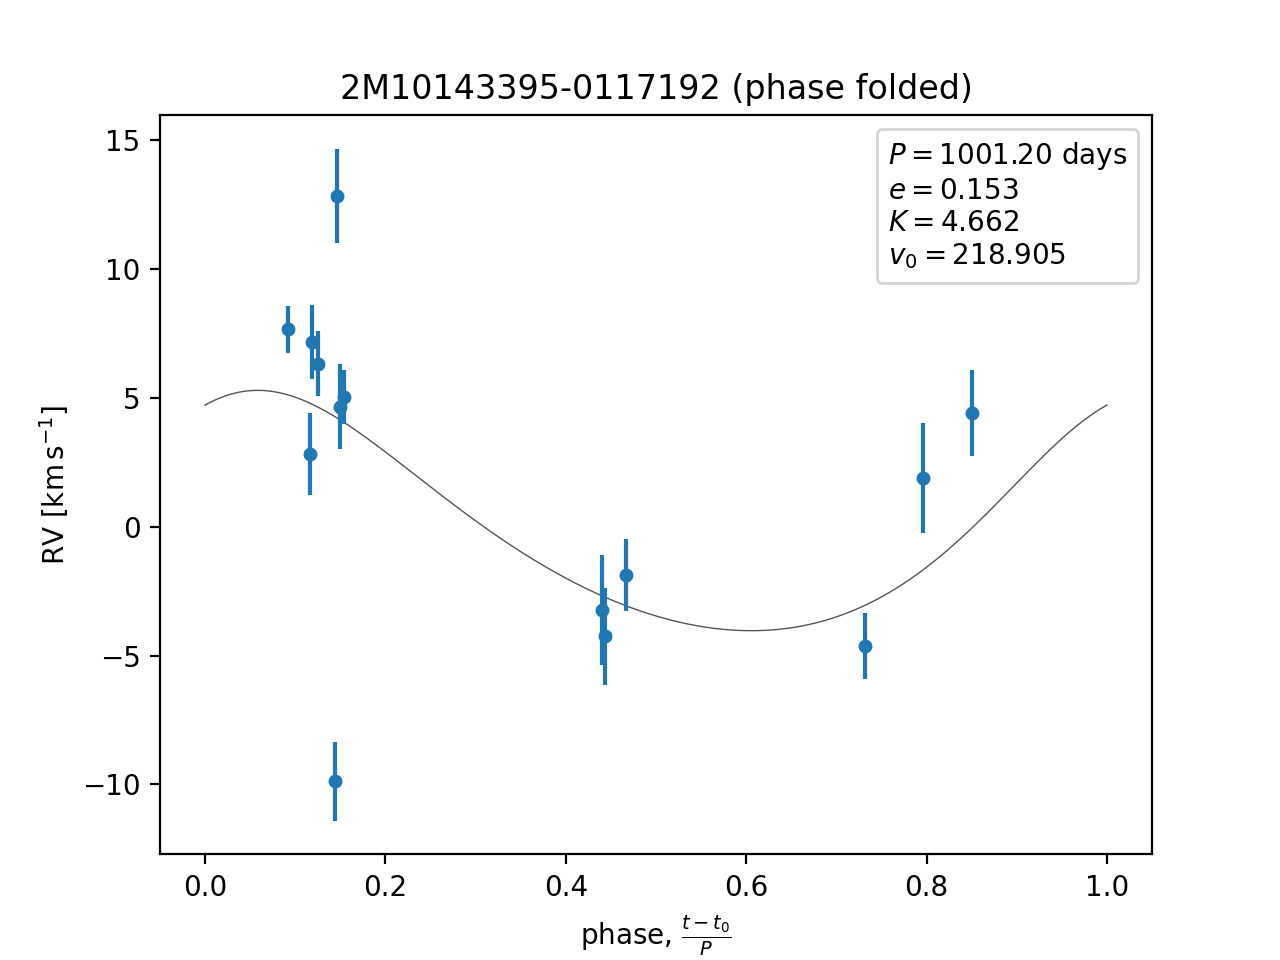 2M10143395-0117192 (phase folded)
P = 1001.20 days
e = 0.153
K = 4.662
v₀ = 218.905
RV [km s⁻¹]
15
10
5
0
−5
−10
0.0 0.2 0.4 0.6 0.8 1.0
phase, (t − t₀)/P